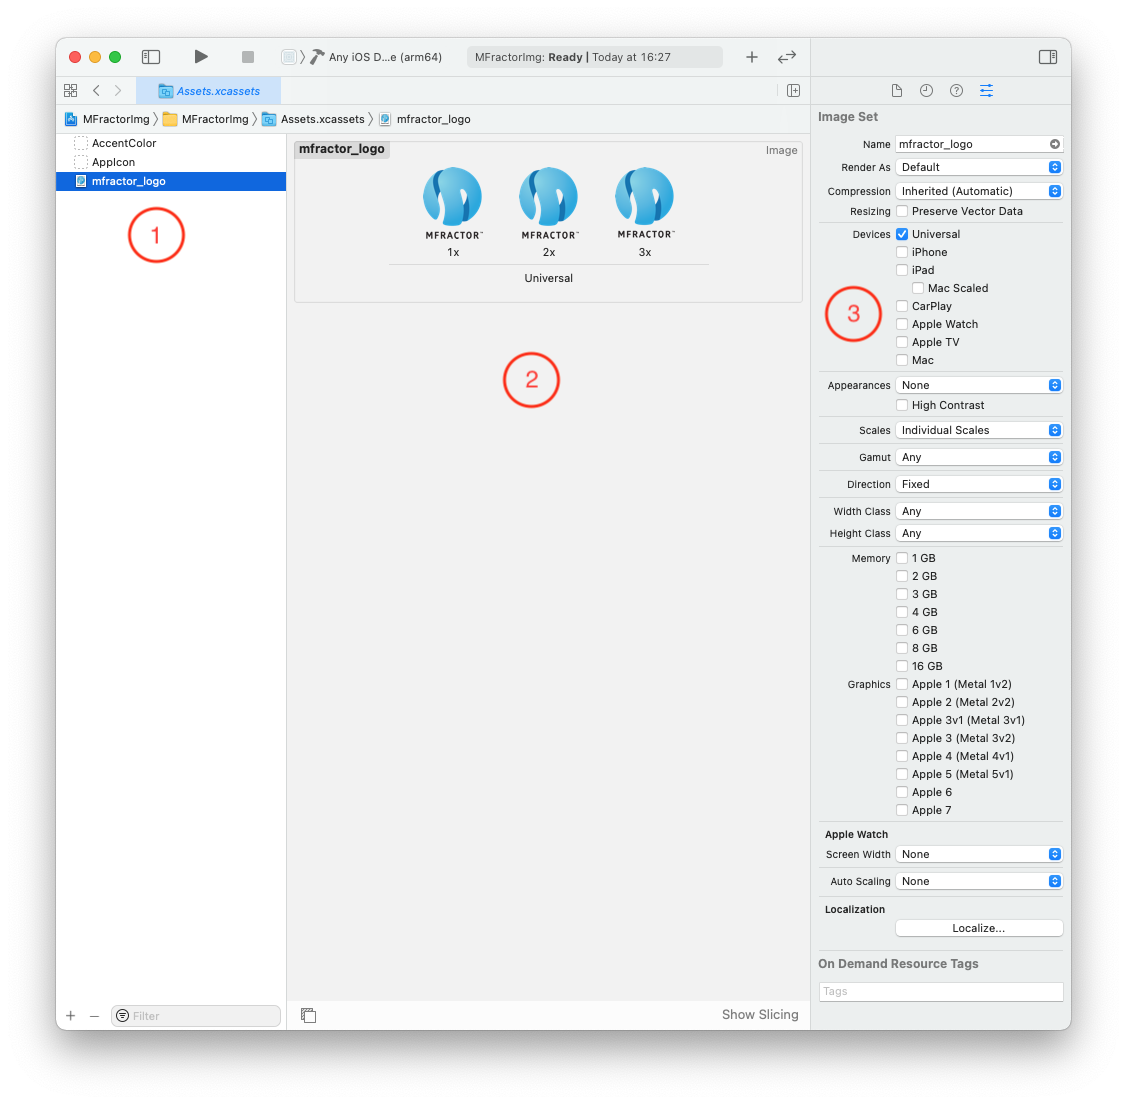 Any iOS D...e (arm64)
MFractorImg: Ready | Today at 16:27
Assets.xcassets
MFractorImg
MFractorImg
Assets.xcassets
mfractor_logo
AccentColor
AppIcon
mfractor_logo
1
mfractor_logo
Image
MFRACTOR™
MFRACTOR™
MFRACTOR™
1x
2x
3x
Universal
2
Image Set
Name mfractor_logo
Render As Default
Compression Inherited (Automatic)
Resizing Preserve Vector Data
Devices Universal
iPhone
iPad
Mac Scaled
3
CarPlay
Apple Watch
Apple TV
Mac
Appearances None
High Contrast
Scales Individual Scales
Gamut Any
Direction Fixed
Width Class Any
Height Class Any
Memory 1 GB
2 GB
3 GB
4 GB
6 GB
8 GB
16 GB
Graphics Apple 1 (Metal 1v2)
Apple 2 (Metal 2v2)
Apple 3v1 (Metal 3v1)
Apple 3 (Metal 3v2)
Apple 4 (Metal 4v1)
Apple 5 (Metal 5v1)
Apple 6
Apple 7
Apple Watch
Screen Width None
Auto Scaling None
Localization
Localize...
On Demand Resource Tags
Tags
Filter
Show Slicing